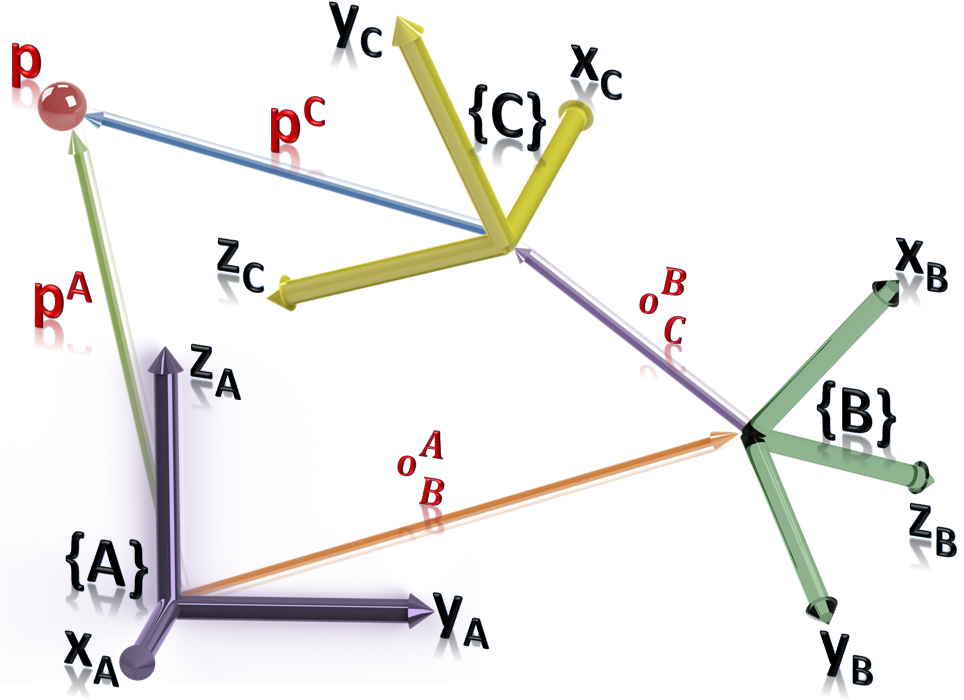 y_C
x_C
p
{C}
p^C
z_C
x_B
o^B_C
p^A
z_A
{B}
o^A_B
z_B
{A}
y_A
x_A
y_B